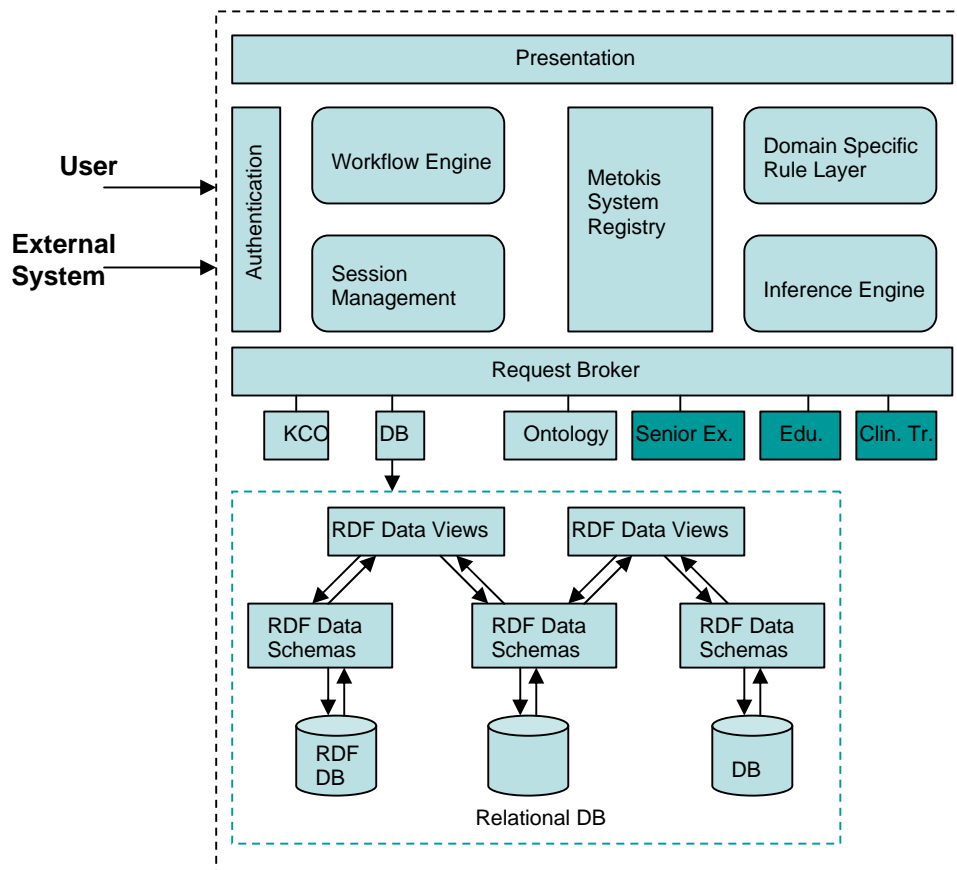 Presentation
User
External
System
Authentication
Workflow Engine
Session
Management
Metokis
System
Registry
Domain Specific
Rule Layer
Inference Engine
Request Broker
KCO
DB
Ontology
Senior Ex.
Edu.
Clin. Tr.
RDF Data Views
RDF Data Views
RDF Data
Schemas
RDF Data
Schemas
RDF Data
Schemas
RDF
DB
DB
Relational DB